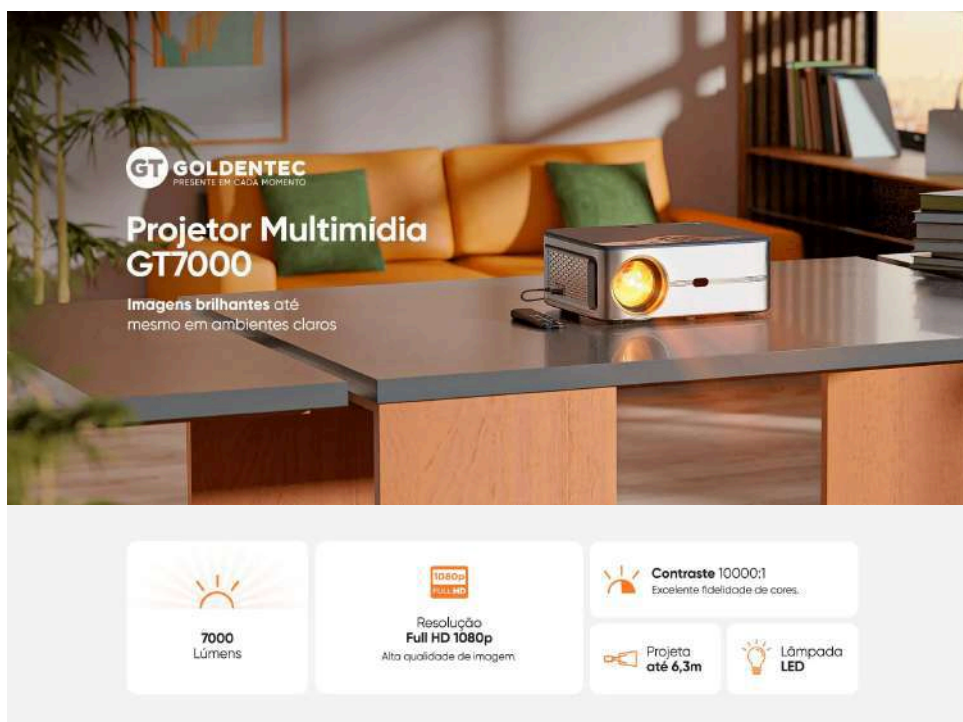 GT GOLDENTEC
PRESENTE EM CADA MOMENTO
Projetor Multimídia
GT7000
Imagens brilhantes até
mesmo em ambientes claros
7000
Lúmens
1080p
FULL HD
Resolução
Full HD 1080p
Alta qualidade de imagem.
Contraste 10000:1
Excelente fidelidade de cores.
Projeta
até 6,3m
Lâmpada
LED